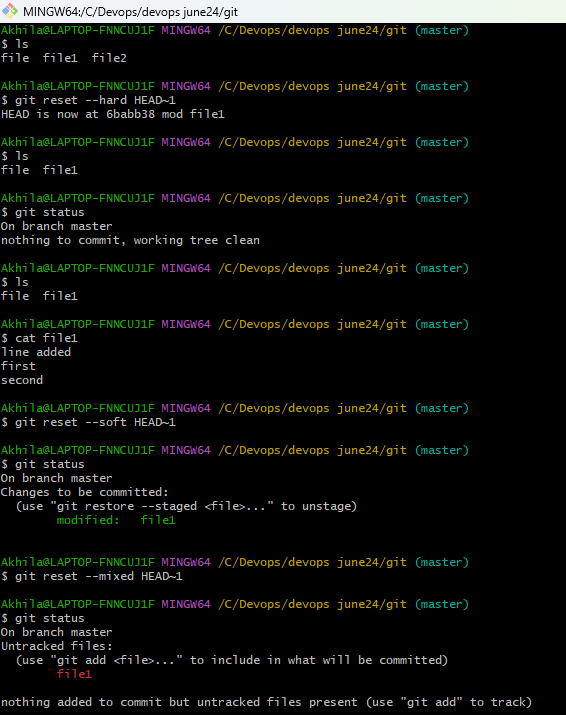 MINGW64:/C/Devops/devops june24/git
Akhila@LAPTOP-FNNCUJ1F MINGW64 /C/Devops/devops june24/git (master)
$ ls
file  file1  file2
Akhila@LAPTOP-FNNCUJ1F MINGW64 /C/Devops/devops june24/git (master)
$ git reset --hard HEAD~1
HEAD is now at 6babb38 mod file1
Akhila@LAPTOP-FNNCUJ1F MINGW64 /C/Devops/devops june24/git (master)
$ ls
file  file1
Akhila@LAPTOP-FNNCUJ1F MINGW64 /C/Devops/devops june24/git (master)
$ git status
On branch master
nothing to commit, working tree clean
Akhila@LAPTOP-FNNCUJ1F MINGW64 /C/Devops/devops june24/git (master)
$ ls
file  file1
Akhila@LAPTOP-FNNCUJ1F MINGW64 /C/Devops/devops june24/git (master)
$ cat file1
line added
first
second
Akhila@LAPTOP-FNNCUJ1F MINGW64 /C/Devops/devops june24/git (master)
$ git reset --soft HEAD~1
Akhila@LAPTOP-FNNCUJ1F MINGW64 /C/Devops/devops june24/git (master)
$ git status
On branch master
Changes to be committed:
  (use "git restore --staged <file>..." to unstage)
        modified:   file1
Akhila@LAPTOP-FNNCUJ1F MINGW64 /C/Devops/devops june24/git (master)
$ git reset --mixed HEAD~1
Akhila@LAPTOP-FNNCUJ1F MINGW64 /C/Devops/devops june24/git (master)
$ git status
On branch master
Untracked files:
  (use "git add <file>..." to include in what will be committed)
        file1
nothing added to commit but untracked files present (use "git add" to track)